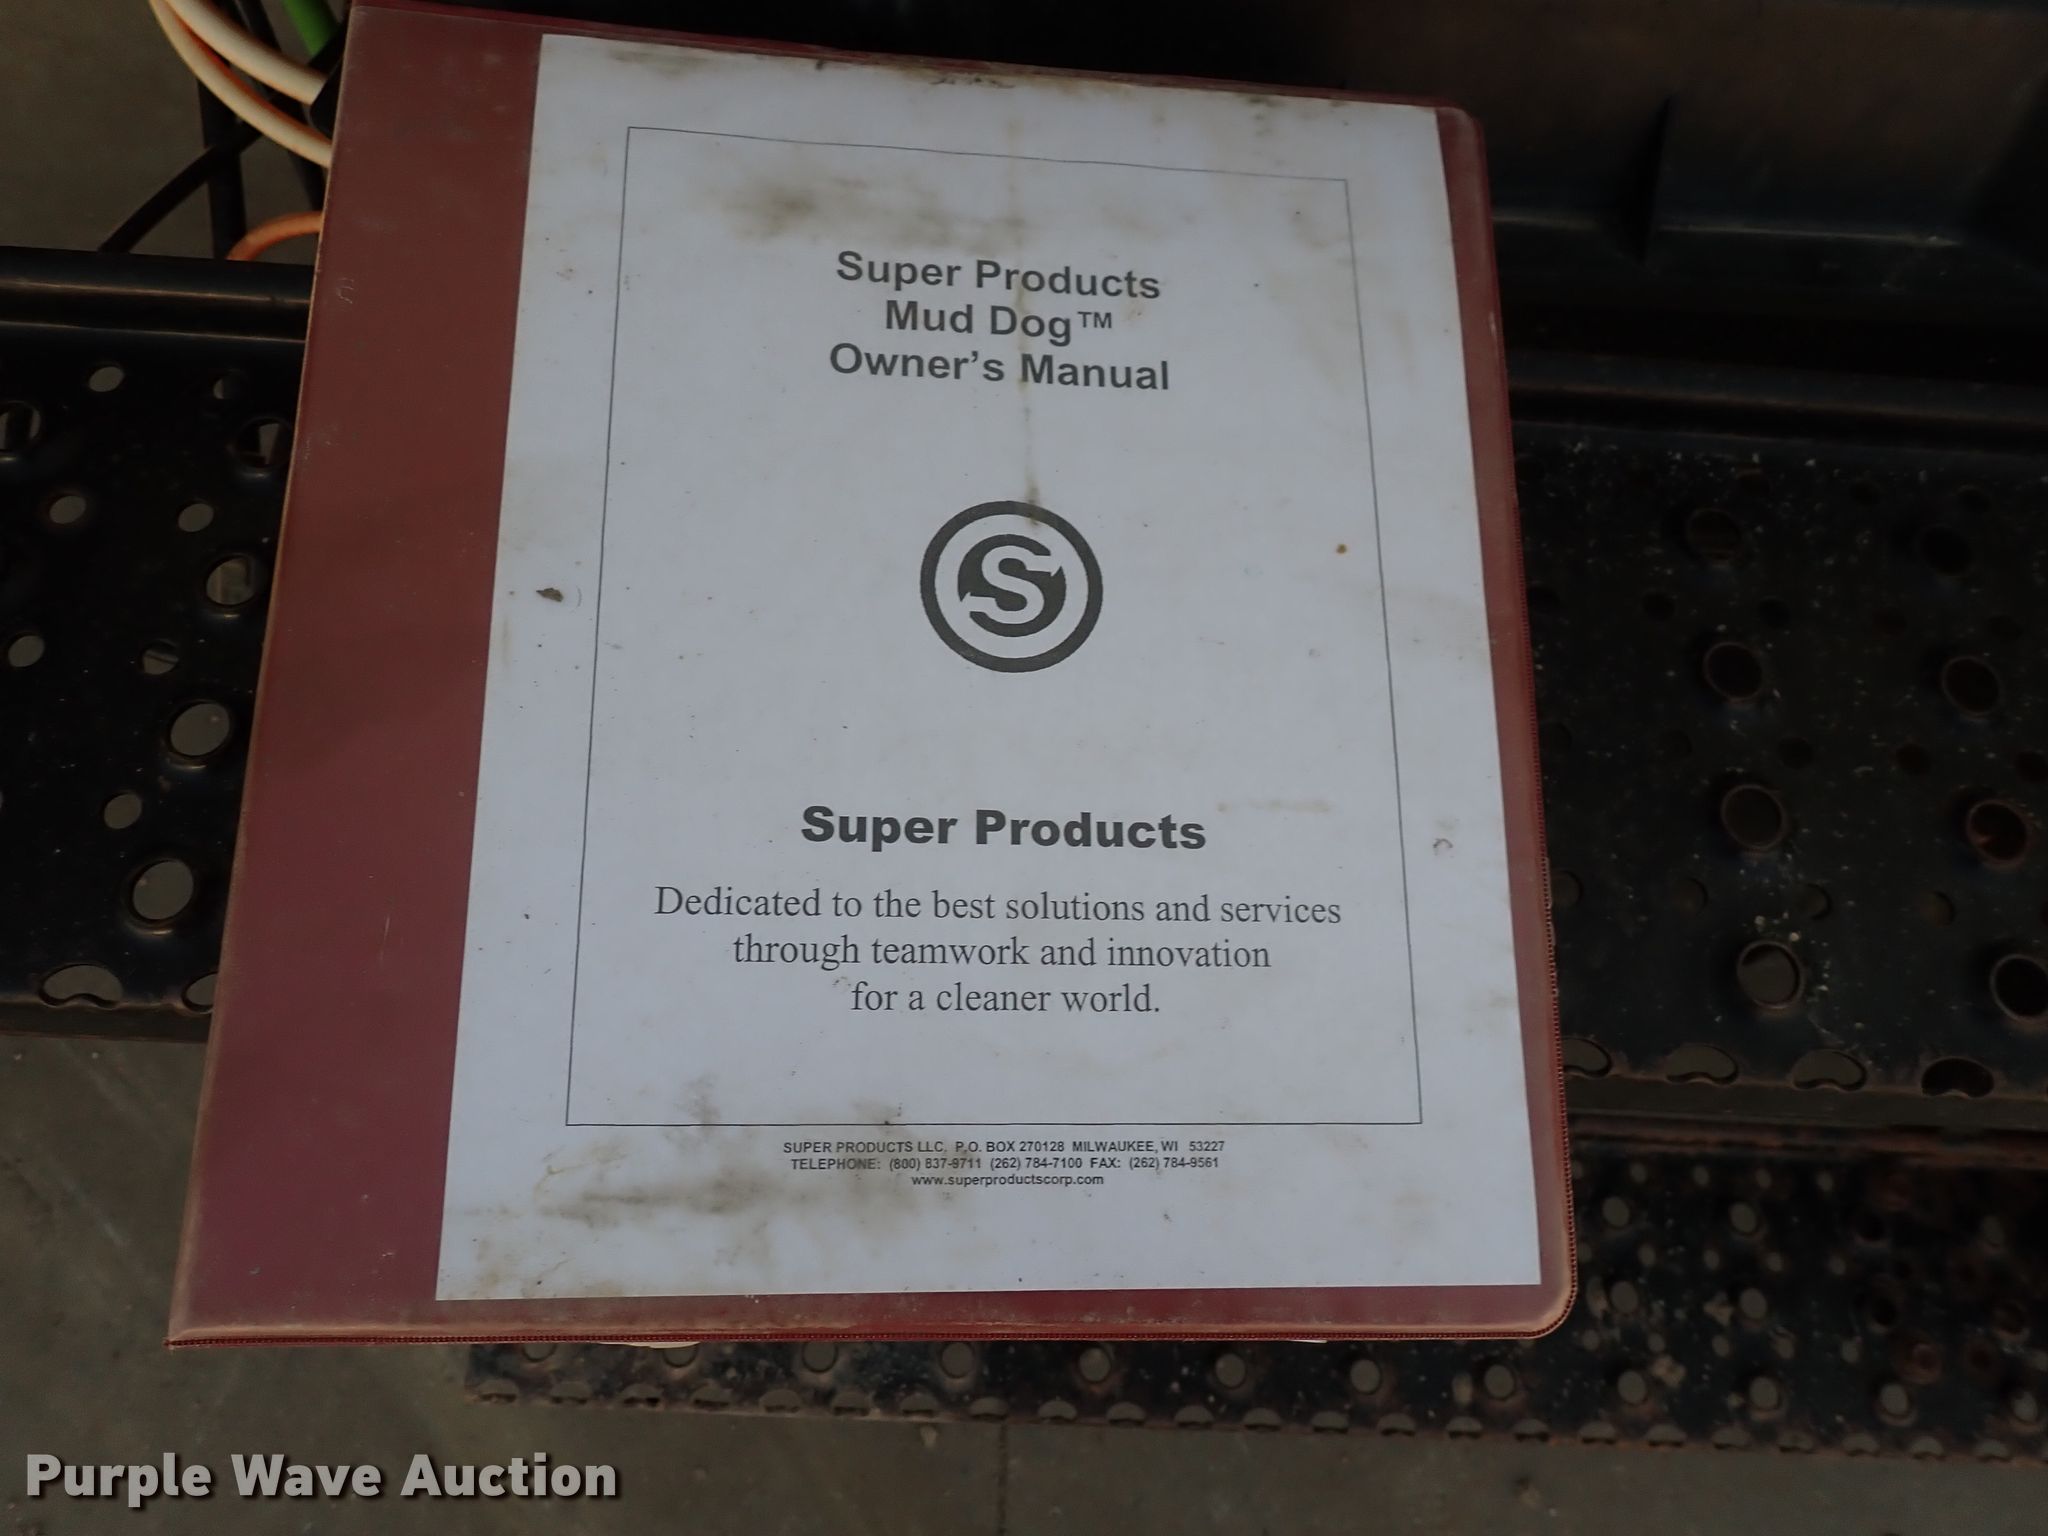 Super Products
Mud Dog™
Owner's Manual
S
Super Products
Dedicated to the best solutions and services
through teamwork and innovation
for a cleaner world.
SUPER PRODUCTS LLC. P.O. BOX 270128 MILWAUKEE, WI 53227
TELEPHONE: (800) 837-9711 (262) 784-7100 FAX: (262) 784-9561
www.superproductscorp.com
Purple Wave Auction